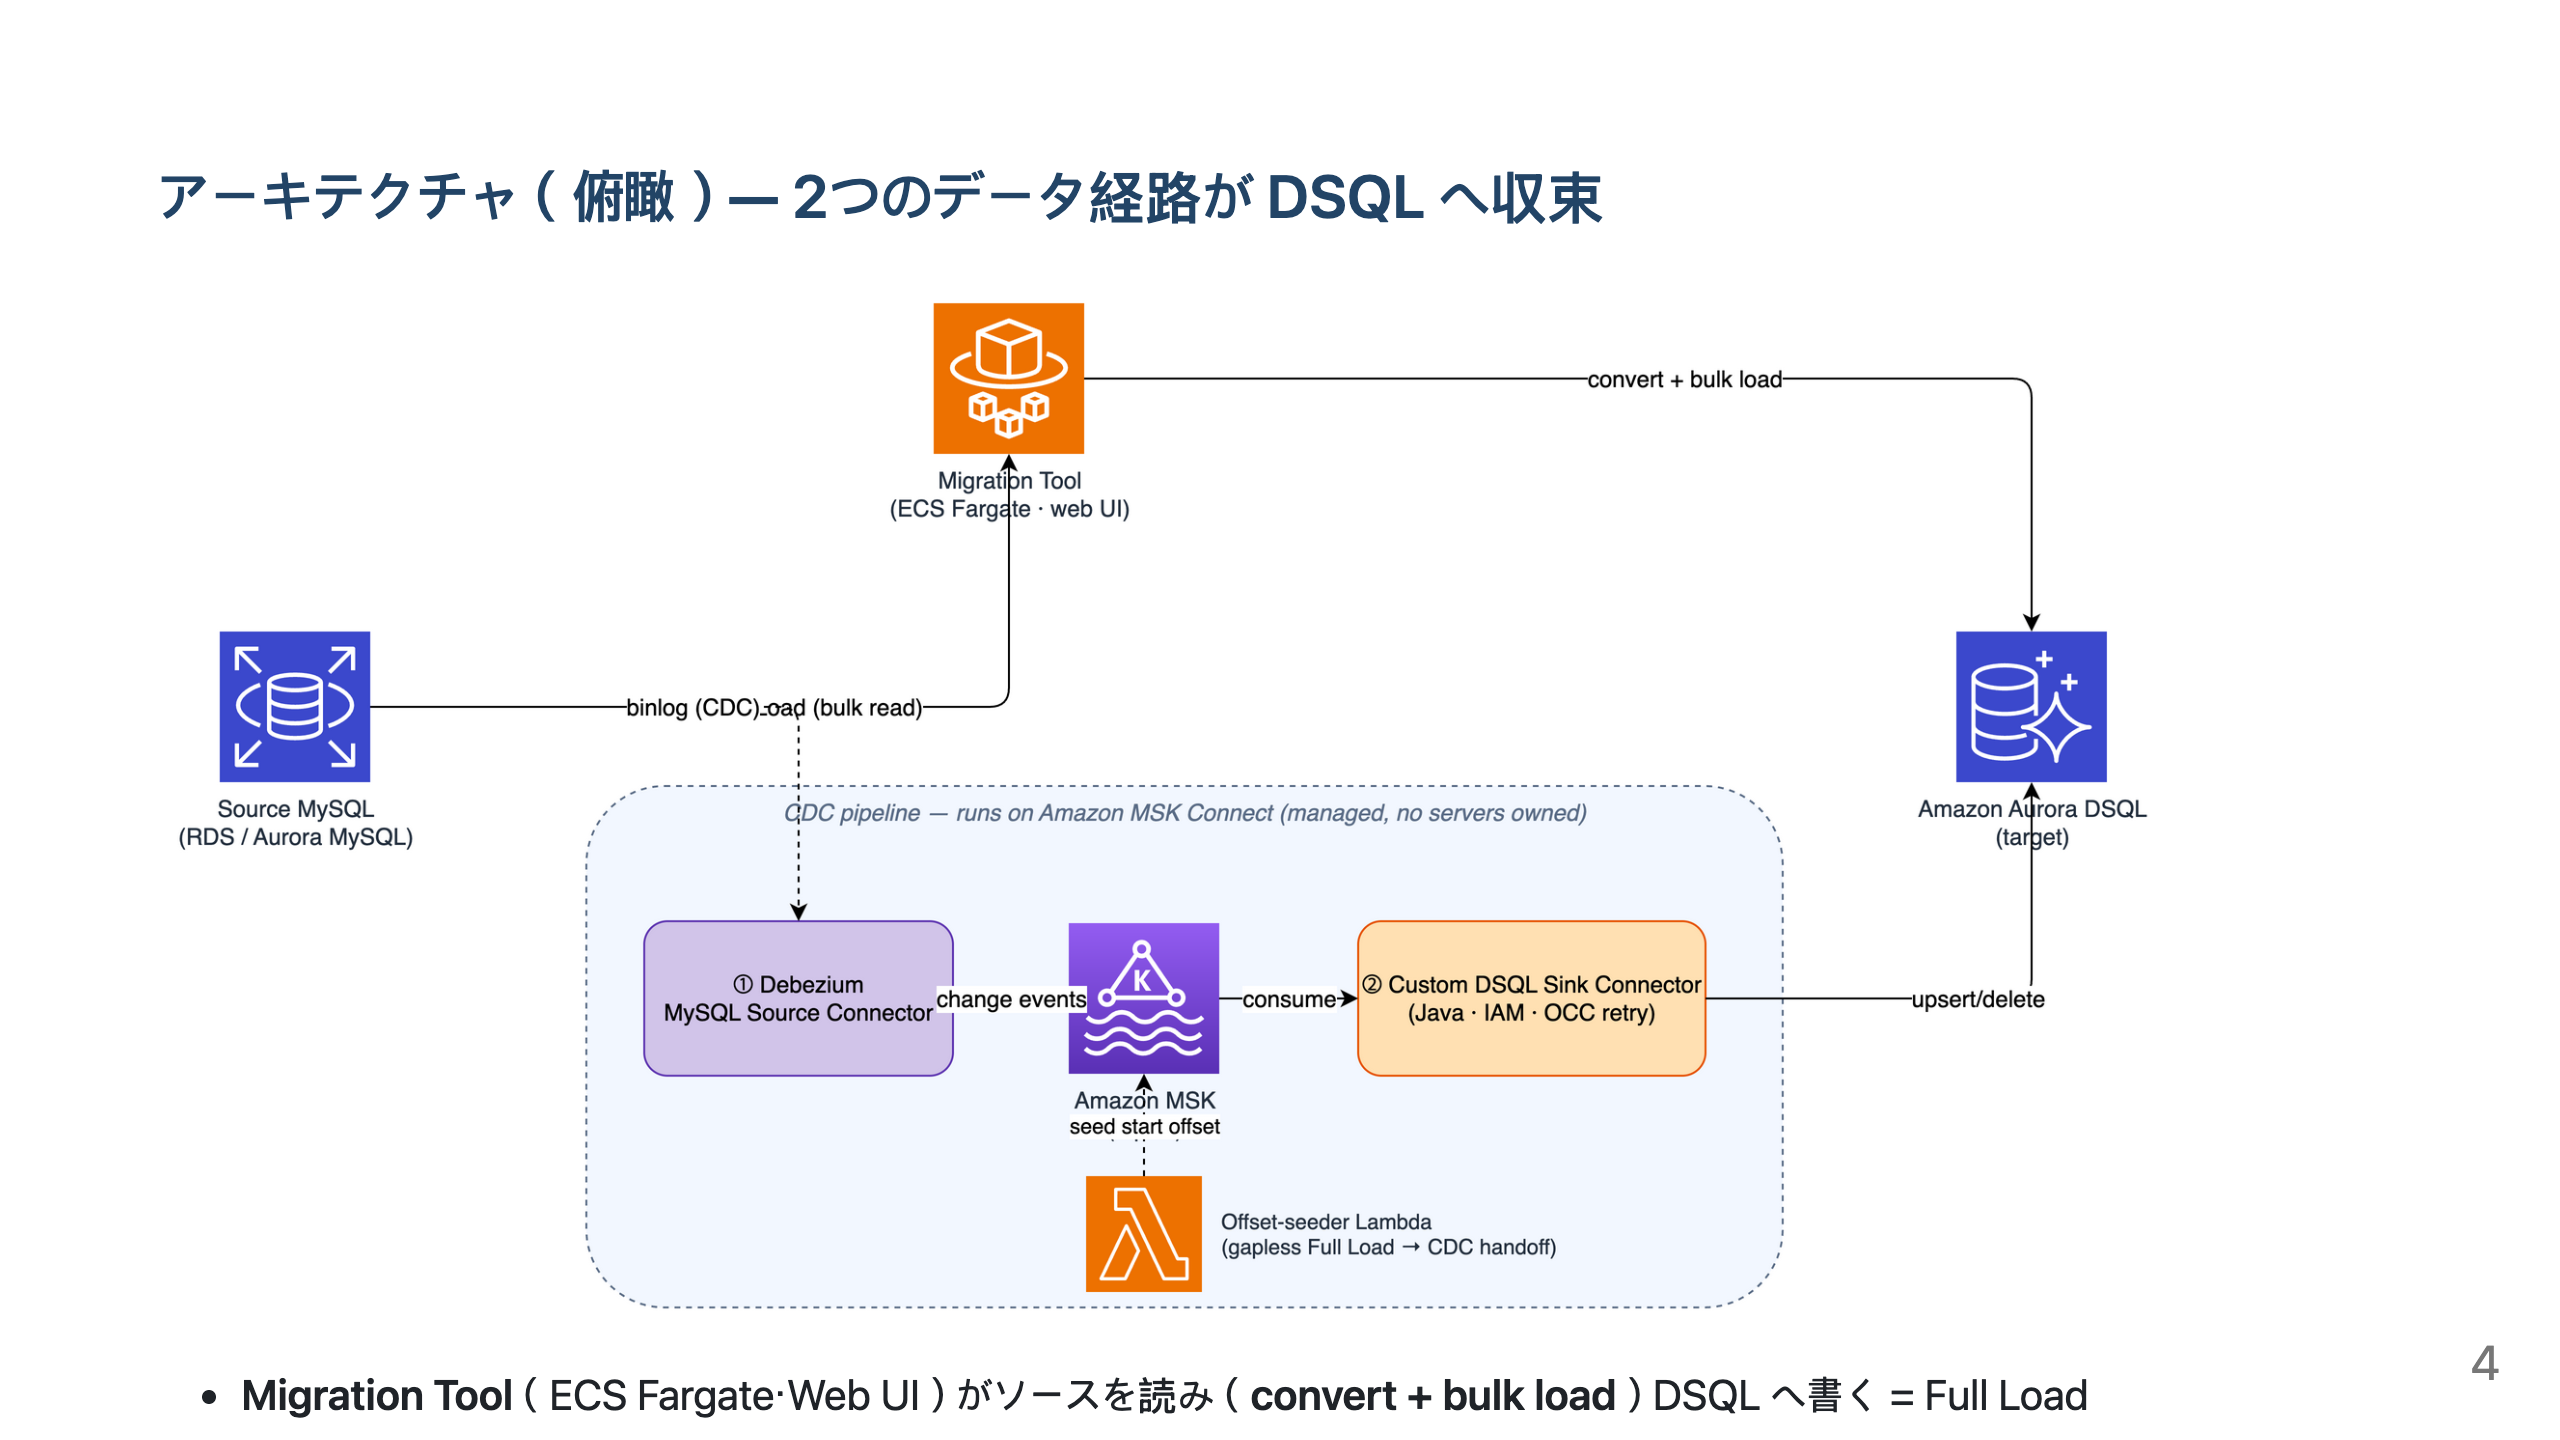 アーキテクチャ（俯瞰）— 2つのデータ経路が DSQL へ収束
convert + bulk load
Migration Tool
(ECS Fargate · web UI)
binlog (CDC)
oad (bulk read)
Source MySQL
(RDS / Aurora MySQL)
Amazon Aurora DSQL
(target)
CDC pipeline — runs on Amazon MSK Connect (managed, no servers owned)
① Debezium
MySQL Source Connector
change events
K
consume
② Custom DSQL Sink Connector
(Java · IAM · OCC retry)
upsert/delete
Amazon MSK
seed start offset
Offset-seeder Lambda
(gapless Full Load → CDC handoff)
• Migration Tool（ECS Fargate·Web UI）がソースを読み（convert + bulk load）DSQL へ書く = Full Load
4